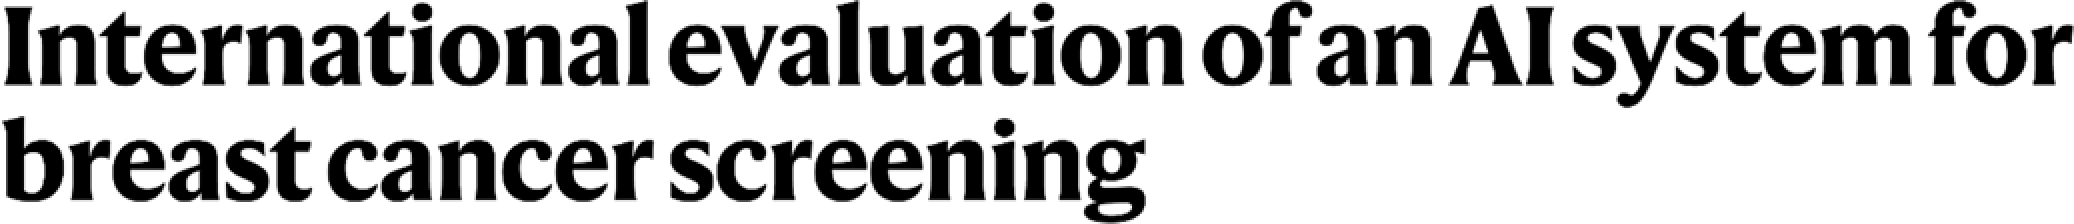 International evaluation of an AI system for
breast cancer screening